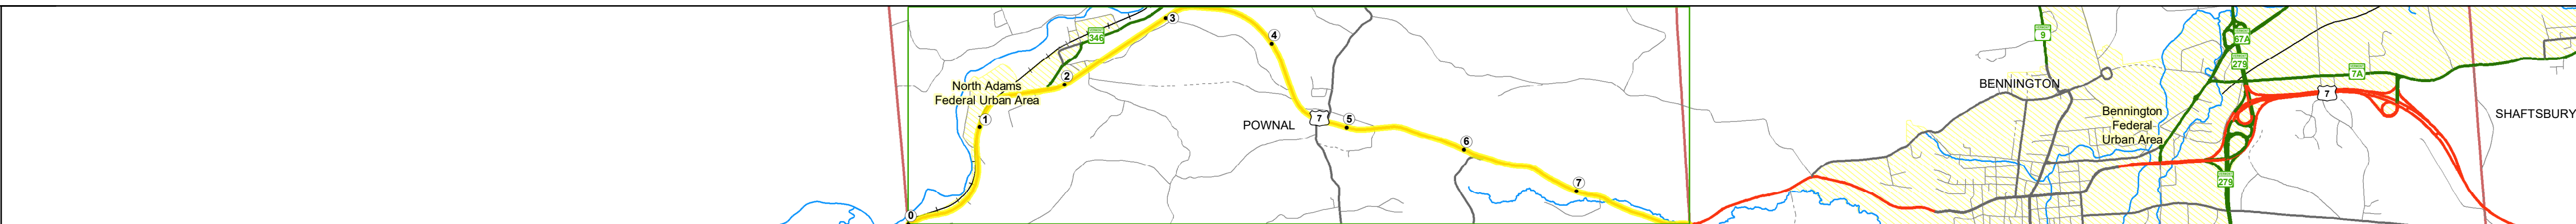 3
346
4
2
North Adams
Federal Urban Area
1
7
5
POWNAL
6
7
0
9
67A
279
7A
BENNINGTON
7
Bennington
Federal
Urban Area
SHAFTSBURY
279